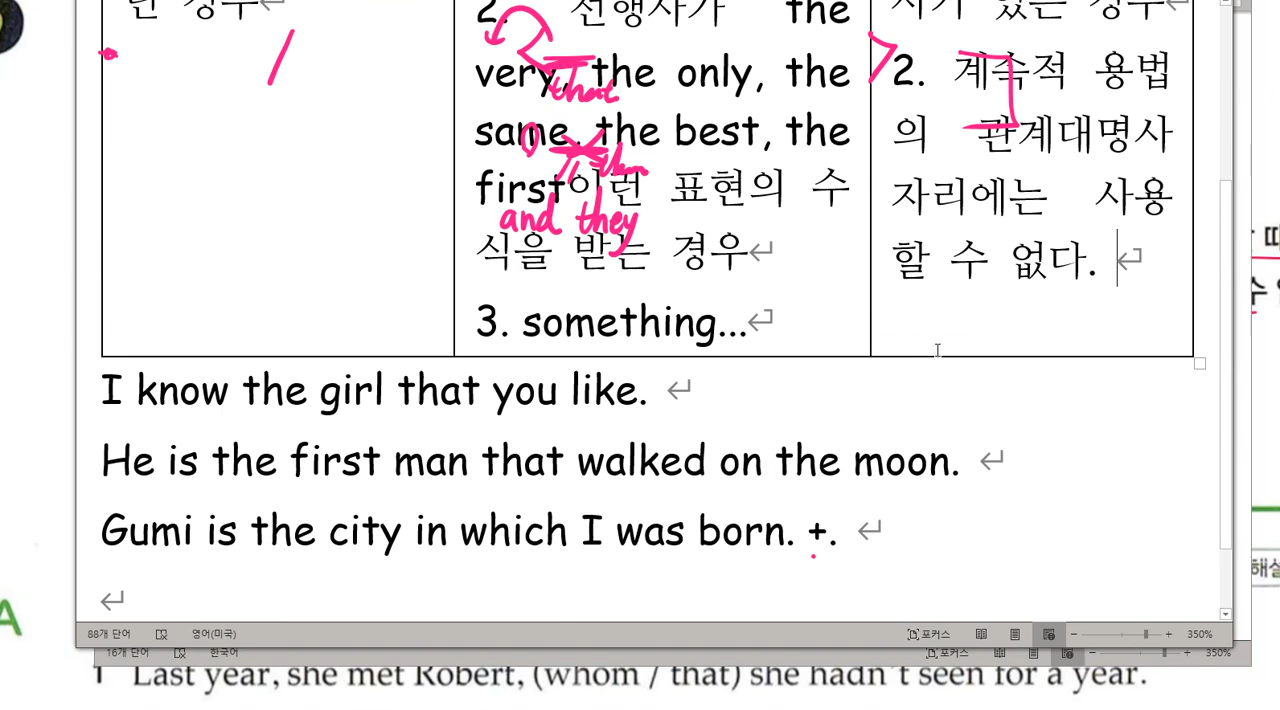 2. 선행사가 the
very, the only, the
that
same, the best, the
first이런 표현의 수
and they
식을 받는 경우
3. something...
2. 계속적 용법
의 관계대명사
자리에는 사용
할 수 없다.
I know the girl that you like.
He is the first man that walked on the moon.
Gumi is the city in which I was born. +.
88개 단어 영어(미국) 포커스 350%
16개 단어 한국어 포커스 350%
1 Last year, she met Robert, (whom / that) she hadn't seen for a year.
A